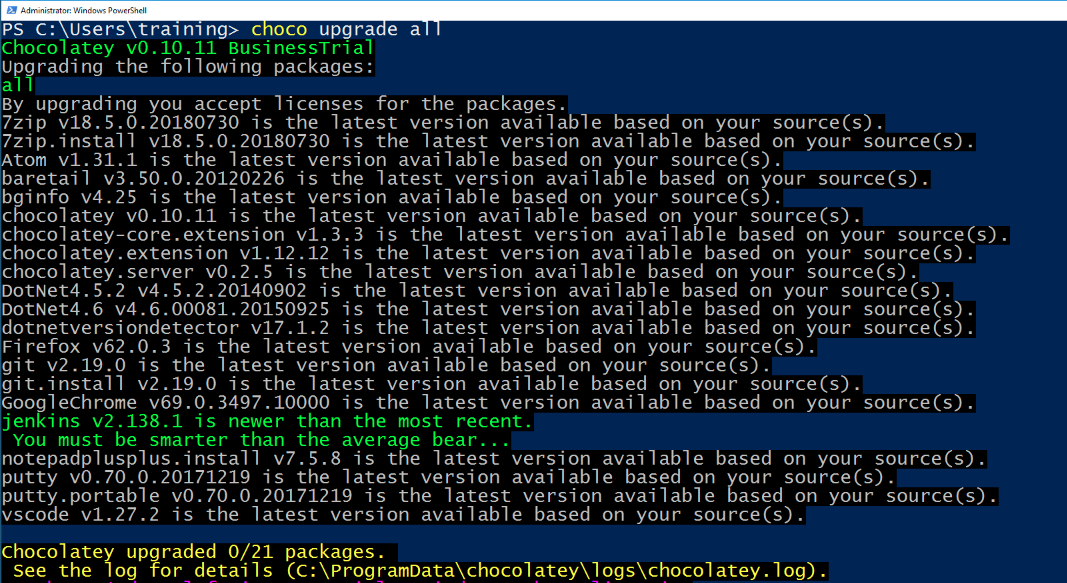 Administrator: Windows PowerShell
PS C:\Users\training> choco upgrade all
Chocolatey v0.10.11 BusinessTrial
Upgrading the following packages:
all
By upgrading you accept licenses for the packages.
7zip v18.5.0.20180730 is the latest version available based on your source(s).
7zip.install v18.5.0.20180730 is the latest version available based on your source(s).
Atom v1.31.1 is the latest version available based on your source(s).
baretail v3.50.0.20120226 is the latest version available based on your source(s).
bginfo v4.25 is the latest version available based on your source(s).
chocolatey v0.10.11 is the latest version available based on your source(s).
chocolatey-core.extension v1.3.3 is the latest version available based on your source(s).
chocolatey.extension v1.12.12 is the latest version available based on your source(s).
chocolatey.server v0.2.5 is the latest version available based on your source(s).
DotNet4.5.2 v4.5.2.20140902 is the latest version available based on your source(s).
DotNet4.6 v4.6.00081.20150925 is the latest version available based on your source(s).
dotnetversiondetector v17.1.2 is the latest version available based on your source(s).
Firefox v62.0.3 is the latest version available based on your source(s).
git v2.19.0 is the latest version available based on your source(s).
git.install v2.19.0 is the latest version available based on your source(s).
GoogleChrome v69.0.3497.10000 is the latest version available based on your source(s).
jenkins v2.138.1 is newer than the most recent.
 You must be smarter than the average bear...
notepadplusplus.install v7.5.8 is the latest version available based on your source(s).
putty v0.70.0.20171219 is the latest version available based on your source(s).
putty.portable v0.70.0.20171219 is the latest version available based on your source(s).
vscode v1.27.2 is the latest version available based on your source(s).
Chocolatey upgraded 0/21 packages.
 See the log for details (C:\ProgramData\chocolatey\logs\chocolatey.log).